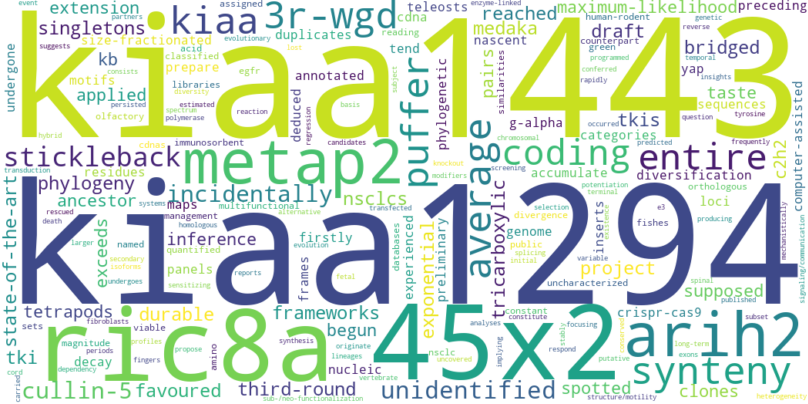 undergone extension kiaa 3r-wgd reached teleosts maximum-likelihood preceding
suggests partners singletons assigned duplicates cdna reading medaka draft enzyme-linked human-rodent genetic reverse
size-fractionated tend nascent bridged counterpart green programmed temporal insights
kb acid classified prepare egfr annotated pairs similarities yap taste
motifs libraries diversity spectrum estimated polymerase reaction sequences conferred rapidly
applied deduced regression puffer phylogenetic basis subject
kiaa1443
consists persisted olfactory lost candidates g-alpha occurred predicted chromosomal question tyrosine frequently
hybrid cdnas immunosorbent tkis categories c2h2 computer-assisted
stickleback metap2 average coding entire
transduction residues knockout modifiers screening accumulate potentiation terminal diversification
phylogeny incidentally orthologous loci
state-of-the-art ancestor maps multifunctional nsclcs tricarboxylic divergence selection e3 fishes existence producing mechanistically
rescued systems death management alternative transfected homologous experienced databases preliminary exponential genome public splicing initial inserts variable
kiaa1294
exceeds named inference firstly quantified evolution project uncharacterized
larger secondary isoforms undergoes panels sensitizing reports fetal frames supposed spinal published signaling/communication
tetrapods durable frameworks constant crispr-cas9 subset
sets fibroblasts viable begun analyses constitute stably focusing
ric8a 45x2 arih2
tki magnitude periods profiles propose synthesis originate lineages nsclc uncovered respond putative long-term exons conserved
decay fingers amino nucleic vertebrate implying synteny
cord dependency
cullin-5 favoured third-round unidentified spotted clones
carried sub-/neo-functionalization structure/motility heterogeneity
evolutionary